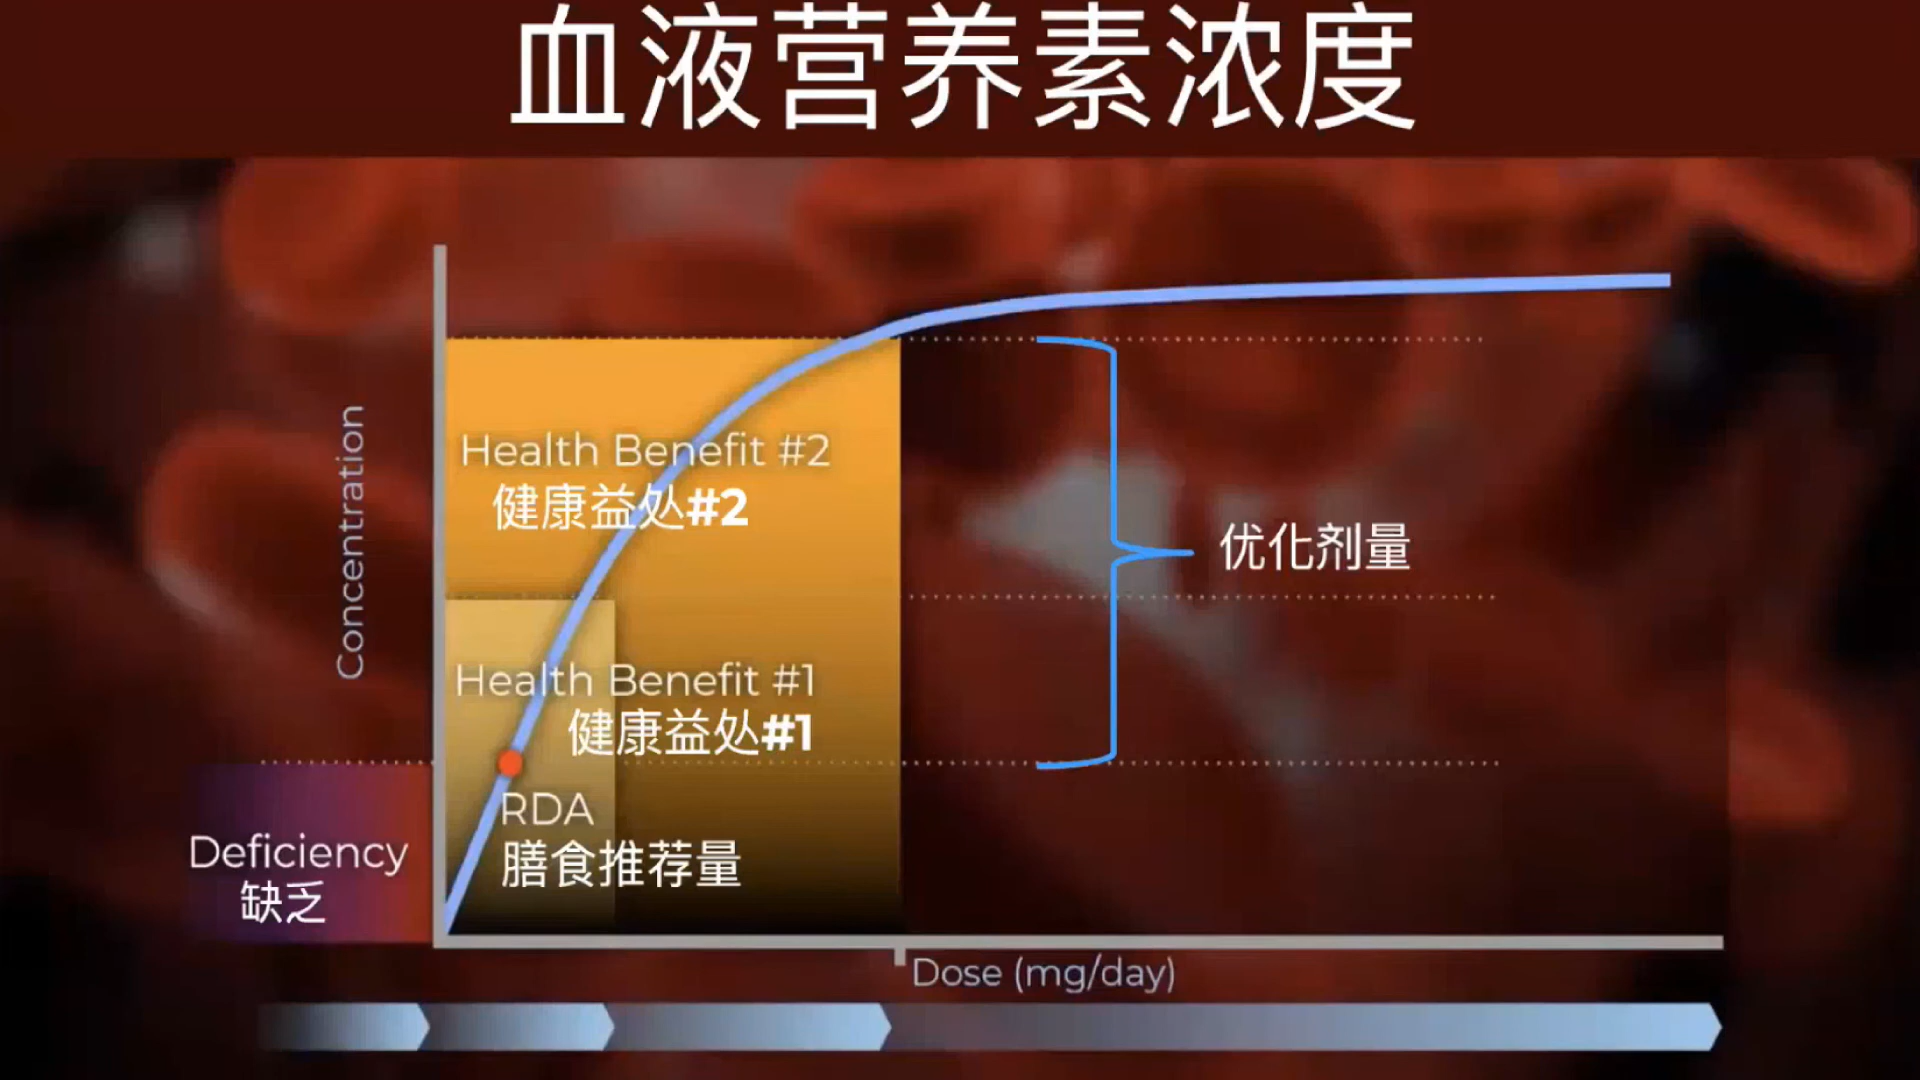 血液营养素浓度
Concentration
Health Benefit #2
健康益处#2
优化剂量
Health Benefit #1
健康益处#1
RDA
膳食推荐量
Deficiency
缺乏
Dose (mg/day)